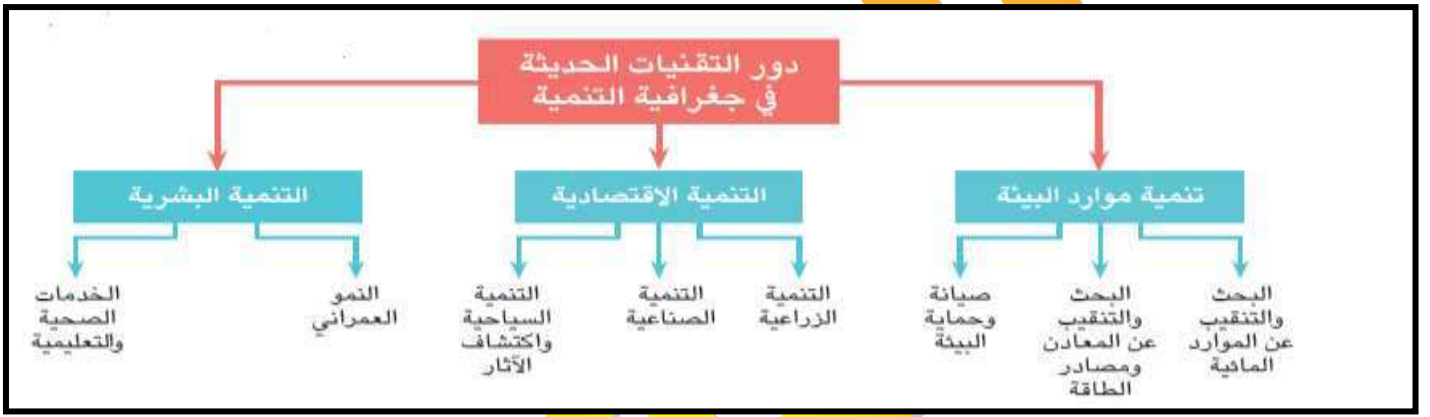 دور التقنيات الحديثة
في جغرافية التنمية
تنمية موارد البيئة
التنمية الاقتصادية
التنمية البشرية
البحث
والتنقيب
عن الموارد
المائية
البحث
والتنقيب
عن المعادن
ومصادر
الطاقة
صيانة
وحماية
البيئة
التنمية
الزراعية
التنمية
الصناعية
التنمية
السياحية
واكتشاف
الآثار
النمو
العمراني
الخدمات
الصحية
والتعليمية